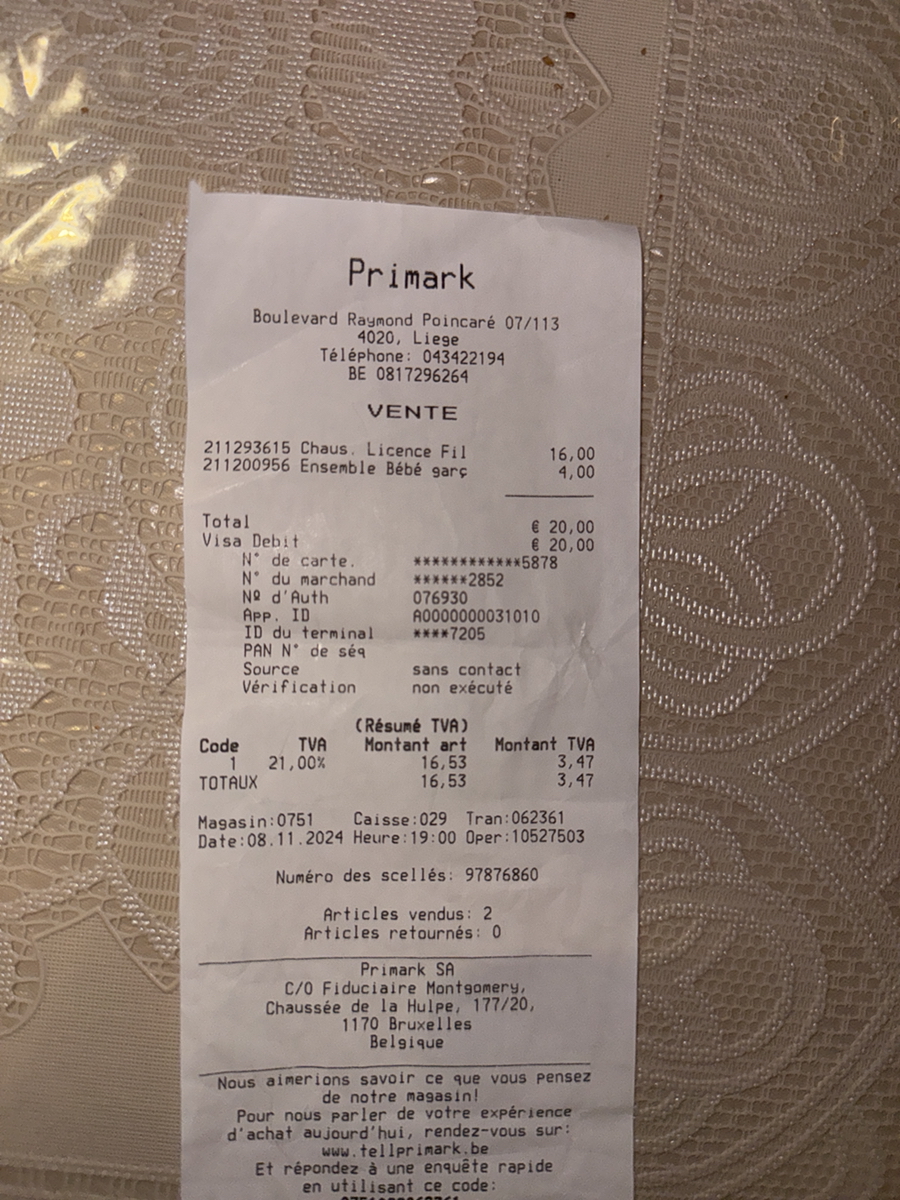 Primark
Boulevard Raymond Poincaré 07/113
4020, Liege
Téléphone: 043422194
BE 0817296264
VENTE
211293615 Chaus. Licence Fil 16,00
211200956 Ensemble Bébé garç 4,00
Total € 20,00
Visa Debit € 20,00
N° de carte. ************5878
N° du marchand ******2852
Nº d'Auth 076930
App. ID A0000000031010
ID du terminal ****7205
PAN N° de séq
Source sans contact
Vérification non exécuté
(Résumé TVA)
Code TVA Montant art Montant TVA
1 21,00% 16,53 3,47
TOTAUX 16,53 3,47
Magasin:0751 Caisse:029 Tran:062361
Date:08.11.2024 Heure:19:00 Oper:10527503
Numéro des scellés: 97876860
Articles vendus: 2
Articles retournés: 0
Primark SA
C/O Fiduciaire Montgomery,
Chaussée de la Hulpe, 177/20,
1170 Bruxelles
Belgique
Nous aimerions savoir ce que vous pensez
de notre magasin!
Pour nous parler de votre expérience
d'achat aujourd'hui, rendez-vous sur:
www.tellprimark.be
Et répondez à une enquête rapide
en utilisant ce code: